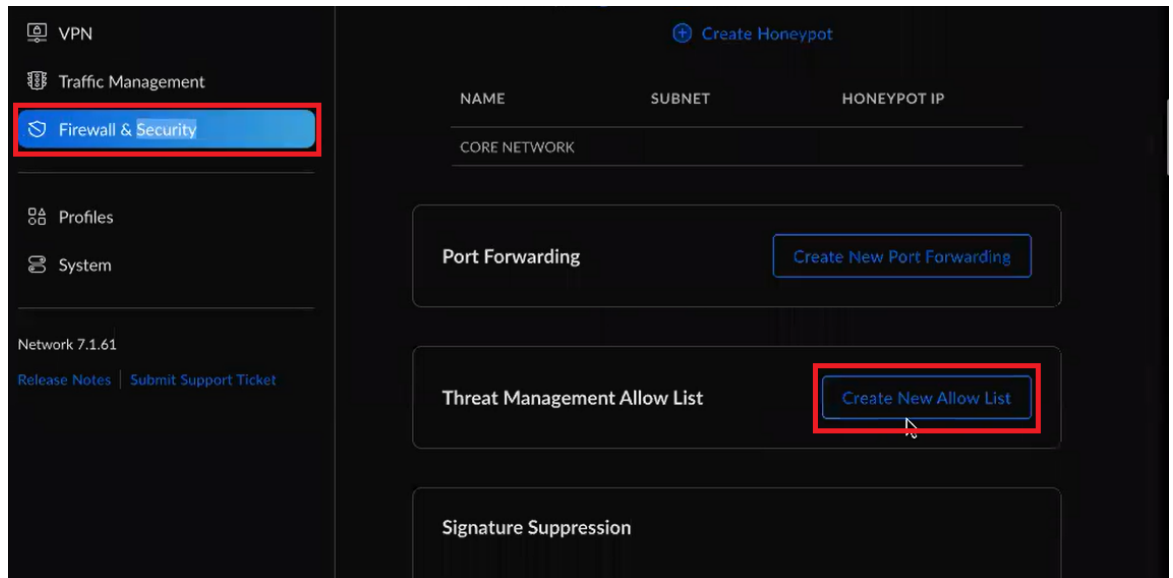 VPN
Traffic Management
Firewall & Security
Profiles
System
Network 7.1.61
Release Notes | Submit Support Ticket
Create Honeypot
NAME SUBNET HONEYPOT IP
CORE NETWORK
Port Forwarding Create New Port Forwarding
Threat Management Allow List Create New Allow List
Signature Suppression